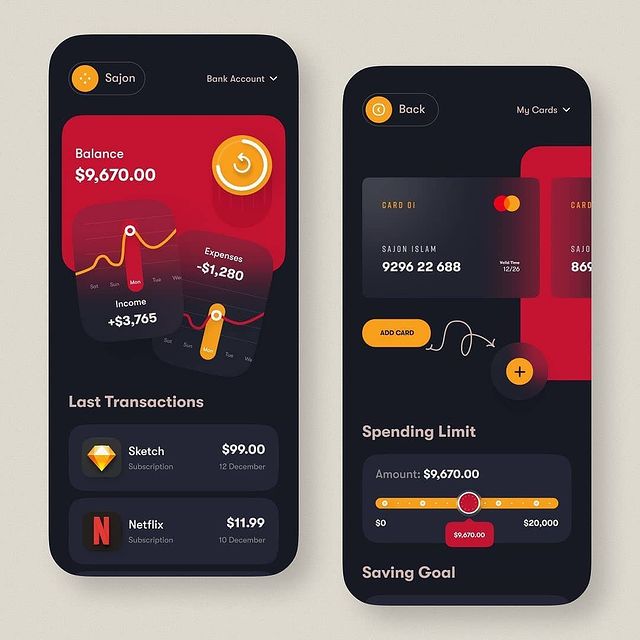 Sajon
Bank Account
Balance
$9,670.00
Sat Sun Mon Tue We
Income
+$3,765
Expenses
-$1,280
Sat Sun Mon Tue We
Last Transactions
Sketch
$99.00
Subscription
12 December
Netflix
$11.99
Subscription
10 December
Back
My Cards
CARD 01
SAJON ISLAM
9296 22 688
Valid Time
12/26
CARD
SAJO
869
ADD CARD
Spending Limit
Amount: $9,670.00
$0
$20,000
$9,670.00
Saving Goal